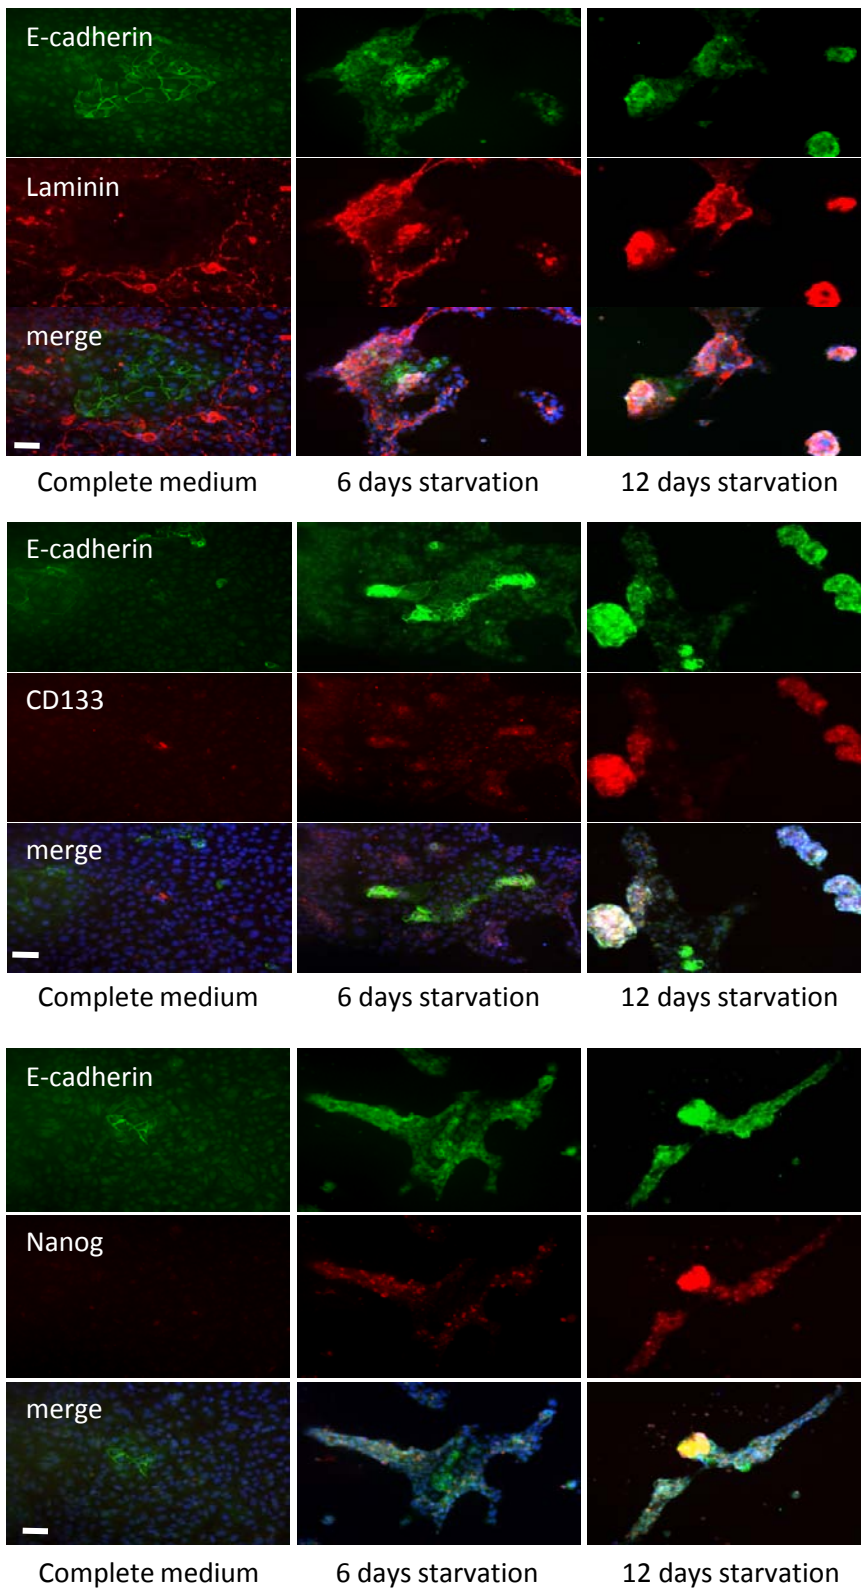 E-cadherin
Laminin
merge
Complete medium
6 days starvation
12 days starvation
E-cadherin
CD133
merge
Complete medium
6 days starvation
12 days starvation
E-cadherin
Nanog
merge
Complete medium
6 days starvation
12 days starvation